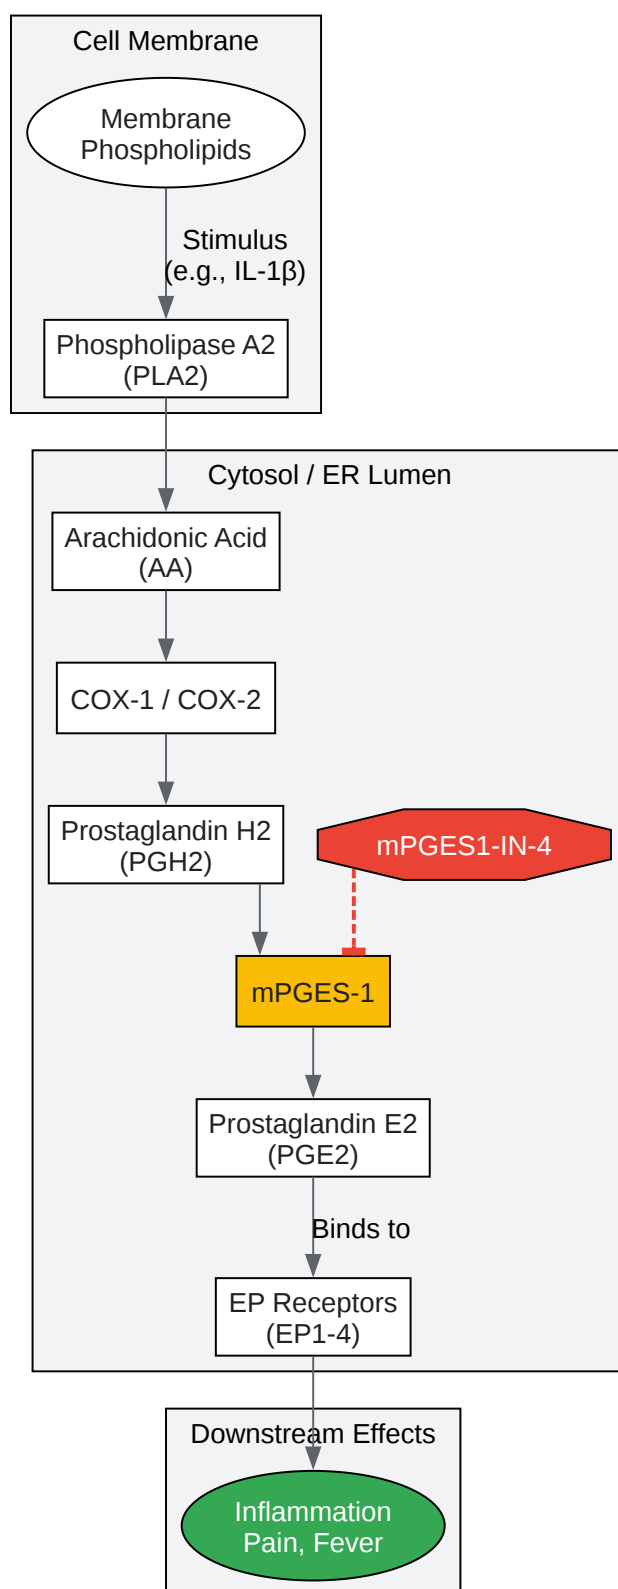 Cell Membrane
Membrane
Phospholipids
Stimulus
(e.g., IL-1β)
Phospholipase A2
(PLA2)
Cytosol / ER Lumen
Arachidonic Acid
(AA)
COX-1 / COX-2
Prostaglandin H2
(PGH2)
mPGES1-IN-4
mPGES-1
Prostaglandin E2
(PGE2)
Binds to
EP Receptors
(EP1-4)
Downstream Effects
Inflammation
Pain, Fever